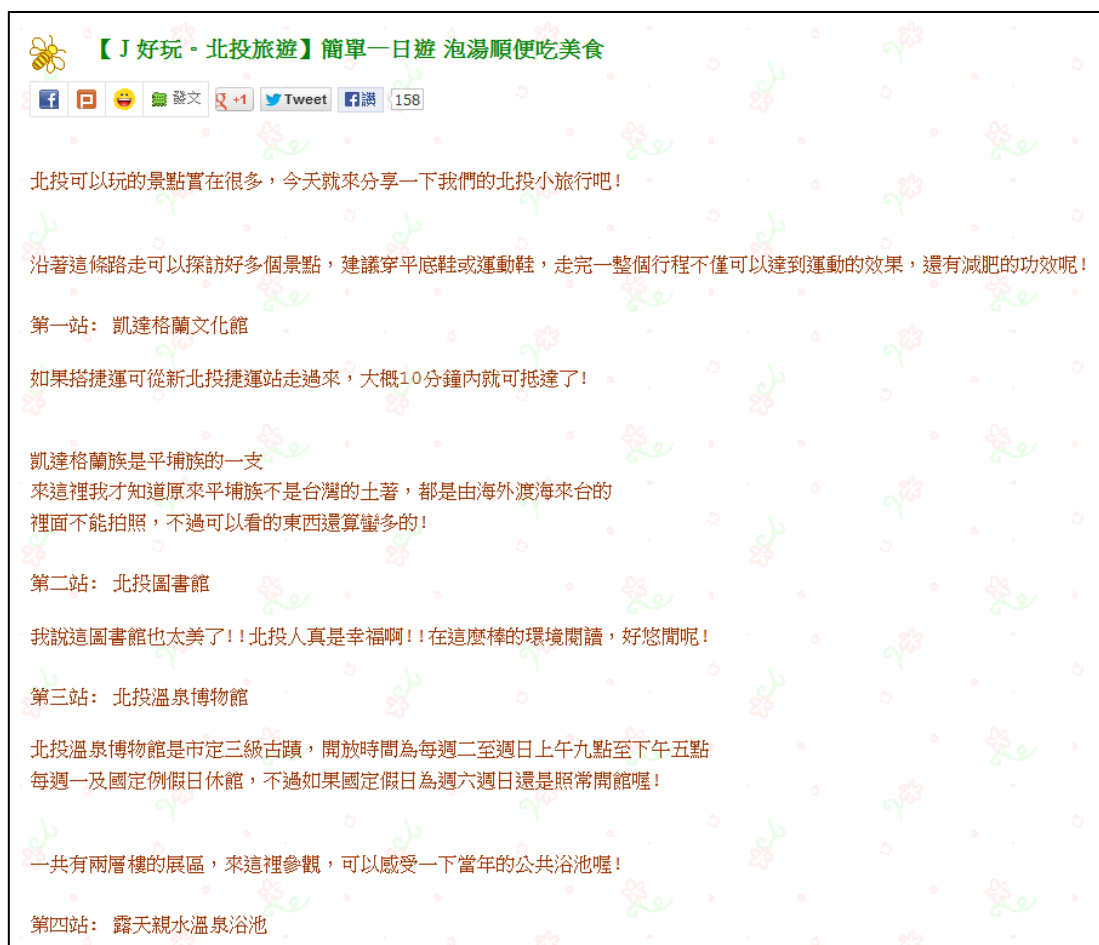 【J好玩。北投旅遊】簡單一日遊 泡湯順便吃美食
發文 +1 Tweet 讚 158
北投可以玩的景點實在很多，今天就來分享一下我們的北投小旅行吧!
沿著這條路走可以探訪好多個景點，建議穿平底鞋或運動鞋，走完一整個行程不僅可以達到運動的效果，還有減肥的功效呢!
第一站: 凱達格蘭文化館
如果搭捷運可從新北投捷運站走過來，大概10分鐘內就可抵達了!
凱達格蘭族是平埔族的一支
來這裡我才知道原來平埔族不是台灣的土著，都是由海外渡海來台的
裡面不能拍照，不過可以看的東西還算蠻多的!
第二站: 北投圖書館
我說這圖書館也太美了!!北投人真是幸福啊!!在這麼棒的環境閱讀，好悠閒呢!
第三站: 北投溫泉博物館
北投溫泉博物館是市定三級古蹟，開放時間為每週二至週日上午九點至下午五點
每週一及國定例假日休館，不過如果國定假日為週六週日還是照常開館喔!
一共有兩層樓的展區，來這裡參觀，可以感受一下當年的公共浴池喔!
第四站: 露天親水溫泉浴池